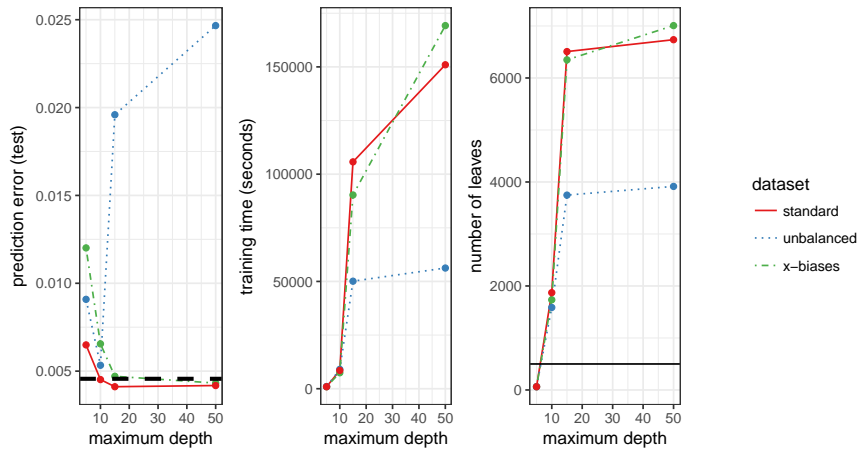 prediction error (test)
0.025
0.020
0.015
0.010
0.005
10 20 30 40 50
maximum depth
training time (seconds)
150000
100000
50000
0
10 20 30 40 50
maximum depth
number of leaves
6000
4000
2000
0
10 20 30 40 50
maximum depth
dataset
standard
unbalanced
x−biases